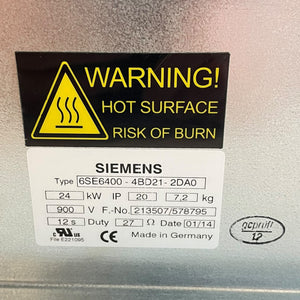 WARNING!
HOT SURFACE
RISK OF BURN
SIEMENS
Type 6SE6400 - 4BD21- 2DA0
24 kW IP 20 7,2 kg
900 V F.-No. 213507/578795
12,s Duty 27 Ω Date 01/14
File E221095 Made in Germany
geprüft
12